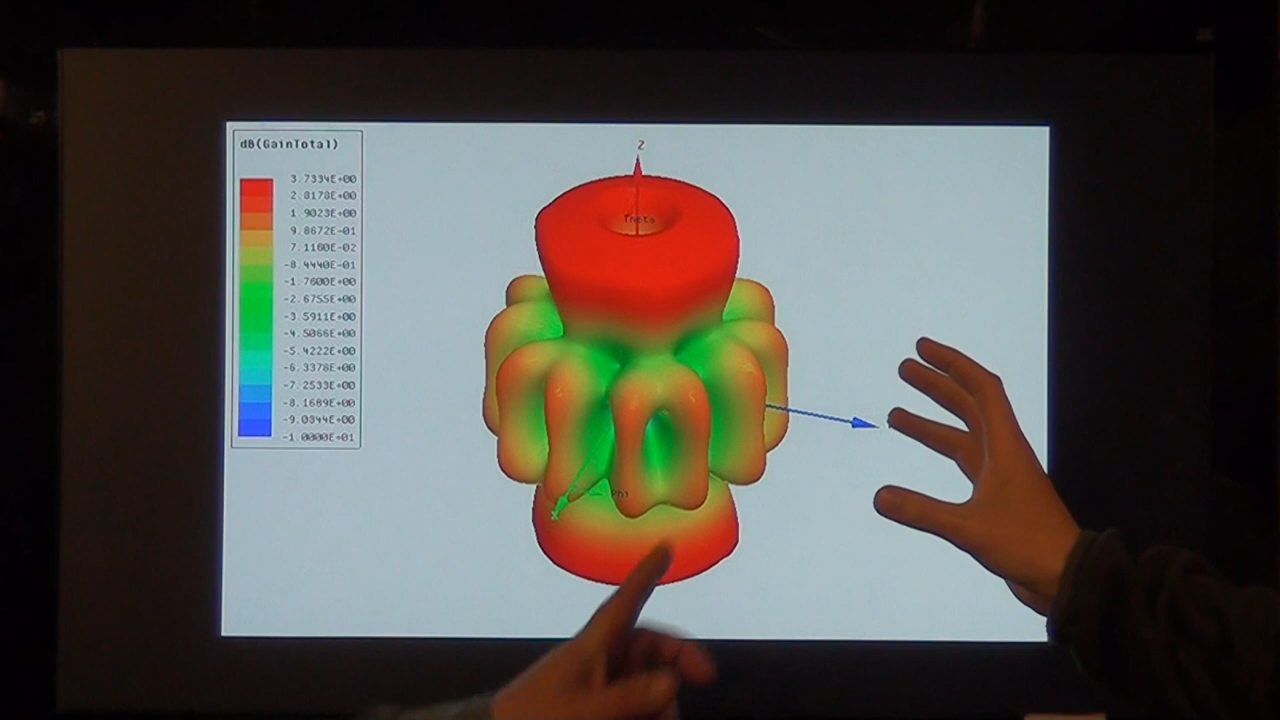 dB(GainTotal)
3.7334E+00
2.8178E+00
1.9023E+00
9.8672E-01
7.1160E-02
-8.4440E-01
-1.7600E+00
-2.6755E+00
-3.5911E+00
-4.5066E+00
-5.4222E+00
-6.3378E+00
-7.2533E+00
-8.1689E+00
-9.0844E+00
-1.0000E+01
Z
Theta
Phi
X